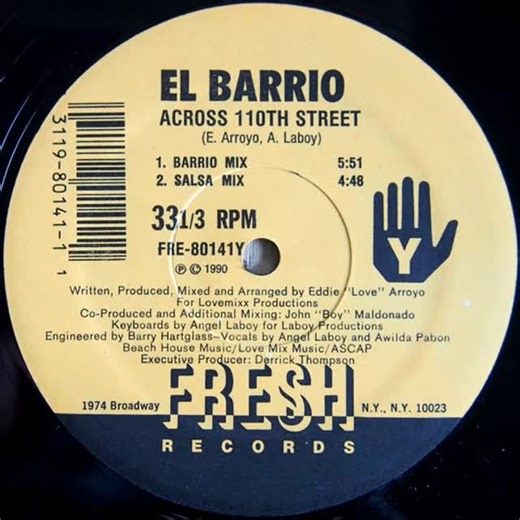 EL BARRIO
ACROSS 110TH STREET
(E. Arroyo, A. Laboy)
1. BARRIO MIX 5:51
2. SALSA MIX 4:48
33 1/3 RPM
FRE-80141Y
℗ © 1990
3119-80141-1 1
Y
Written, Produced, Mixed and Arranged by Eddie "Love" Arroyo
For Lovemixx Productions
Co-Produced and Additional Mixing: John "Boy" Maldonado
Keyboards by Angel Laboy for Laboy Productions
Engineered by Barry Hartglass–Vocals by Angel Laboy and Awilda Pabon
Beach House Music/Love Mix Music/ASCAP
Executive Producer: Derrick Thompson
1974 Broadway FRESH N.Y., N.Y. 10023
RECORDS